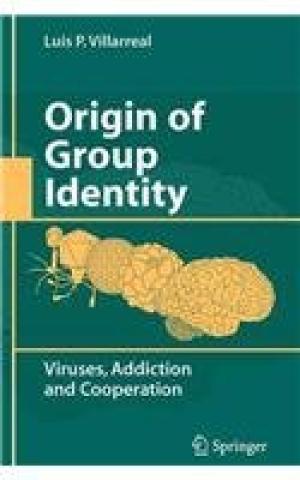 Luis P. Villarreal
Origin of
Group
Identity
Viruses, Addiction
and Cooperation
Springer